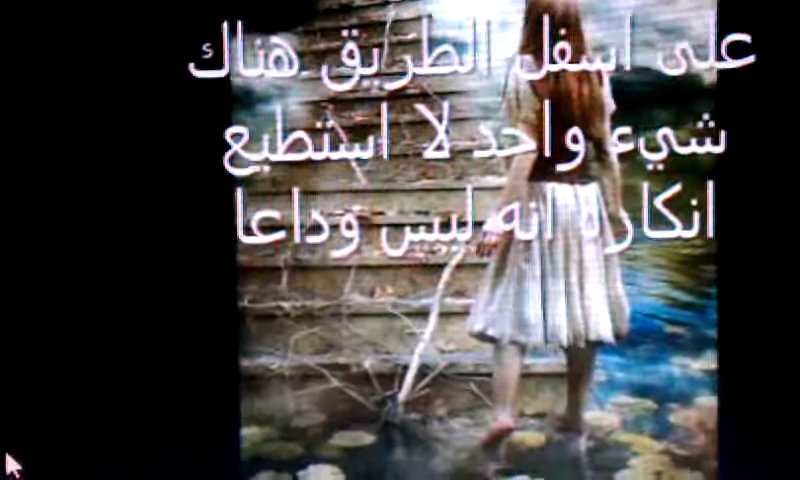 على اسفل الطريق هناك
شيء واحد لا استطيع
انكاره انه ليس وداعا